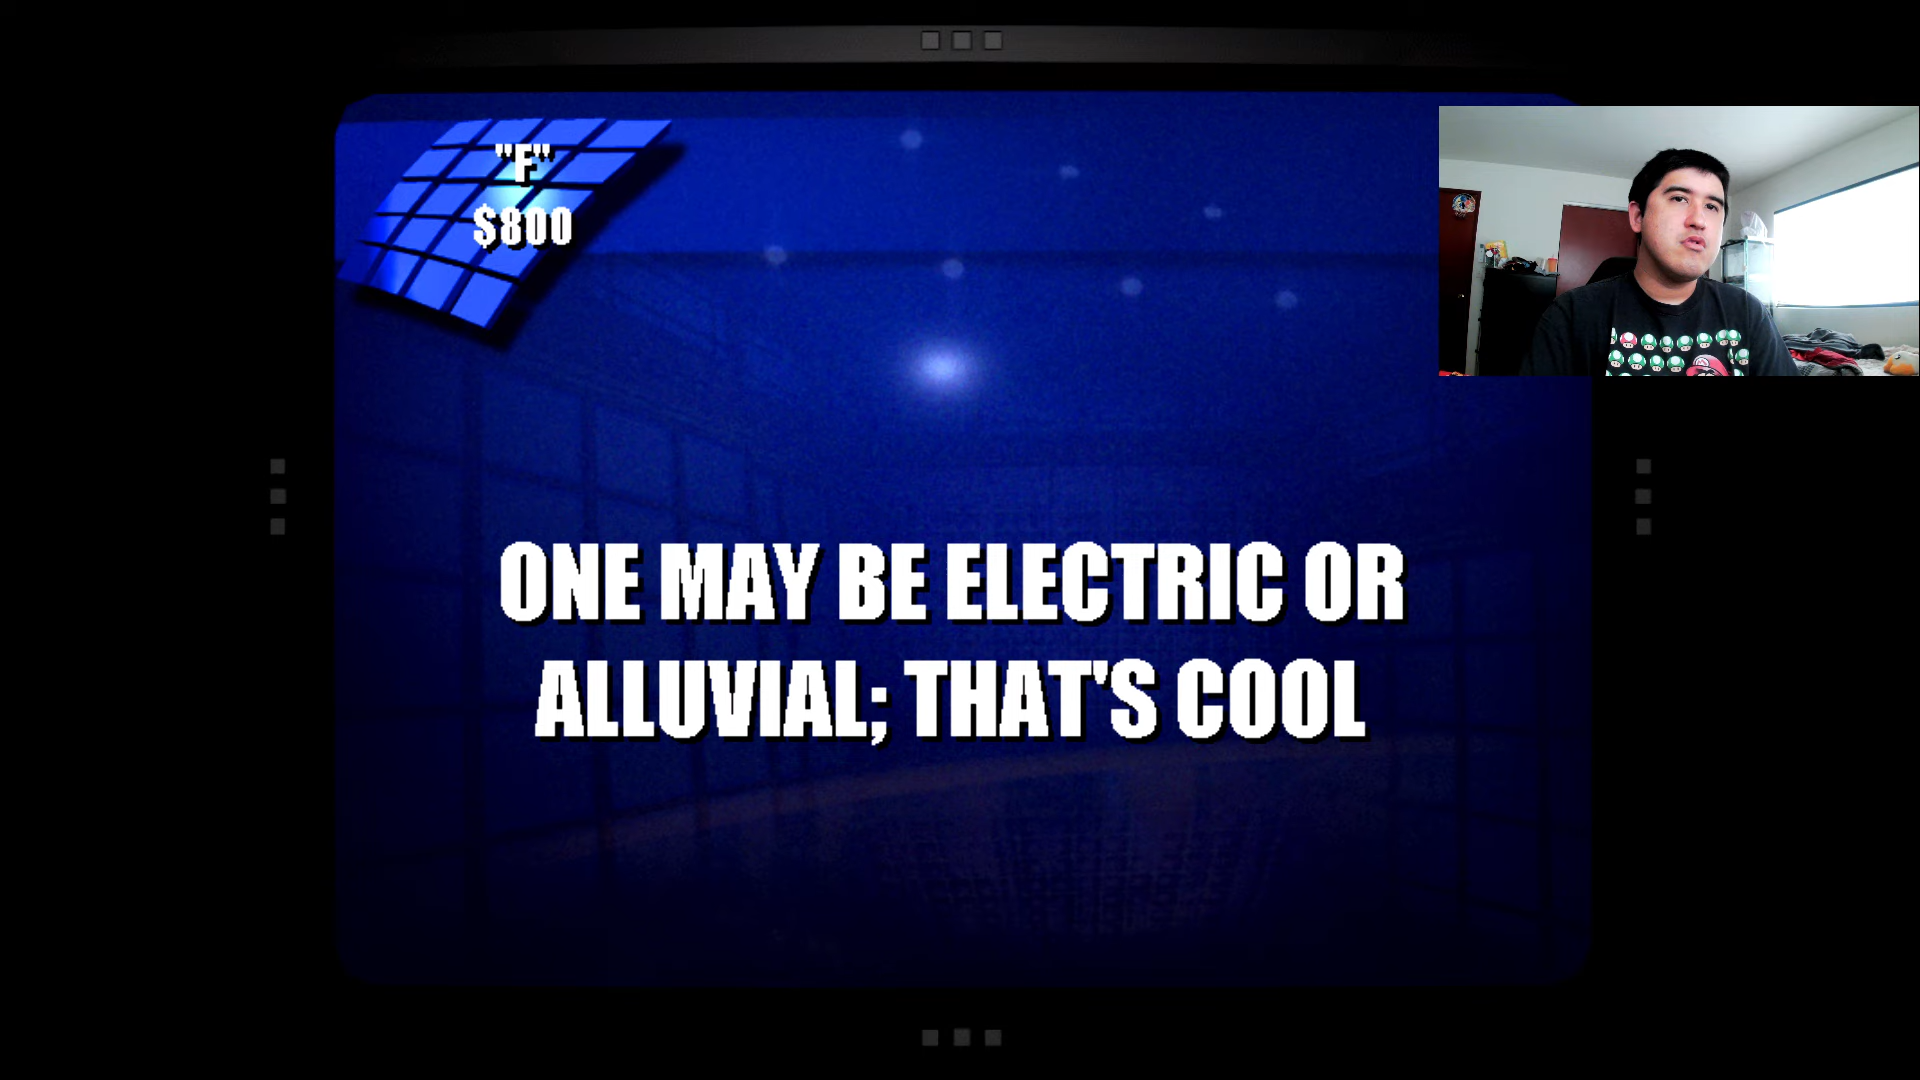 "F"
$800
ONE MAY BE ELECTRIC OR
ALLUVIAL; THAT'S COOL